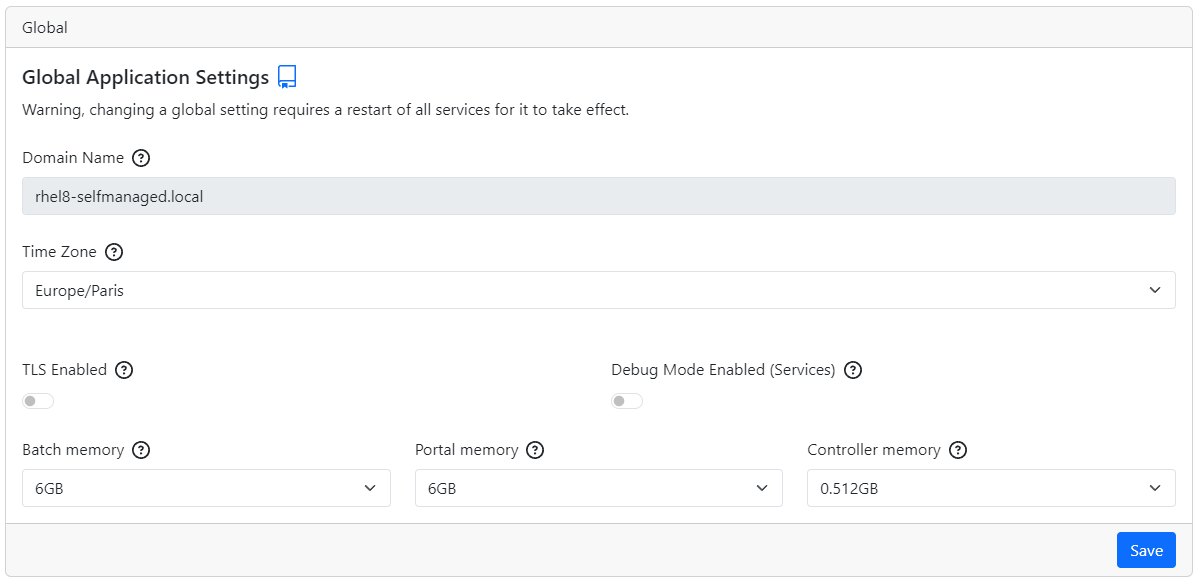 Global
Global Application Settings
Warning, changing a global setting requires a restart of all services for it to take effect.
Domain Name ?
rhel8-selfmanaged.local
Time Zone ?
Europe/Paris
TLS Enabled ? Debug Mode Enabled (Services) ?
Batch memory ? Portal memory ? Controller memory ?
6GB 6GB 0.512GB
Save